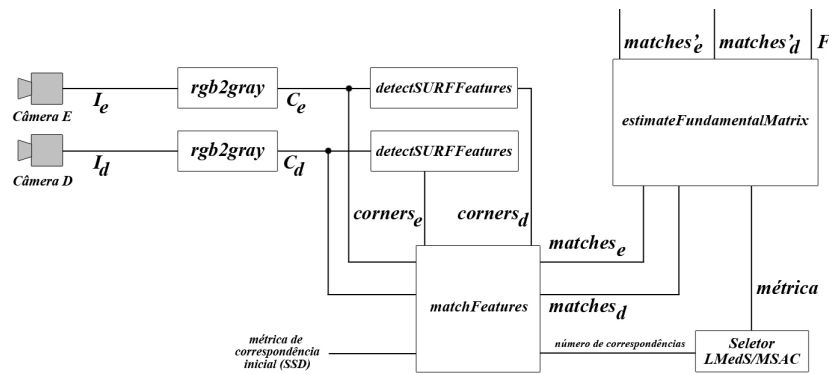 matches'e
matches'd
F
Câmera E
Ie
rgb2gray
Ce
detectSURFFeatures
estimateFundamentalMatrix
Câmera D
Id
rgb2gray
Cd
detectSURFFeatures
cornerse
cornersd
matchese
matchFeatures
matchesd
métrica
métrica de
correspondência
inicial (SSD)
número de correspondências
Seletor
LMedS/MSAC